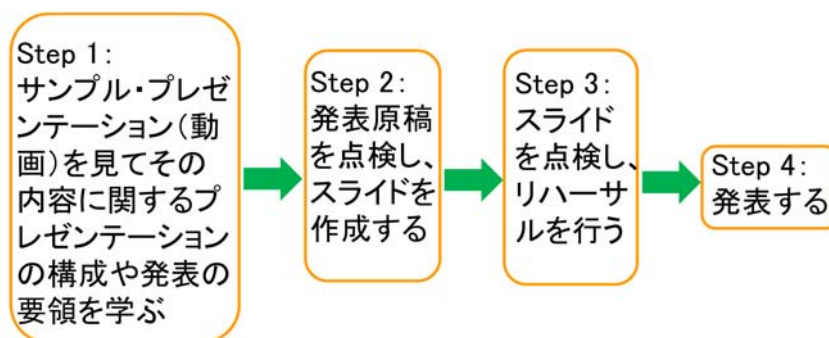 Step 1:
サンプル・プレゼ
ンテーション(動
画)を見てその
内容に関するプ
レゼンテーション
の構成や発表の
要領を学ぶ
Step 2:
発表原稿
を点検し、
スライドを
作成する
Step 3:
スライド
を点検し、
リハーサ
ルを行う
Step 4:
発表する